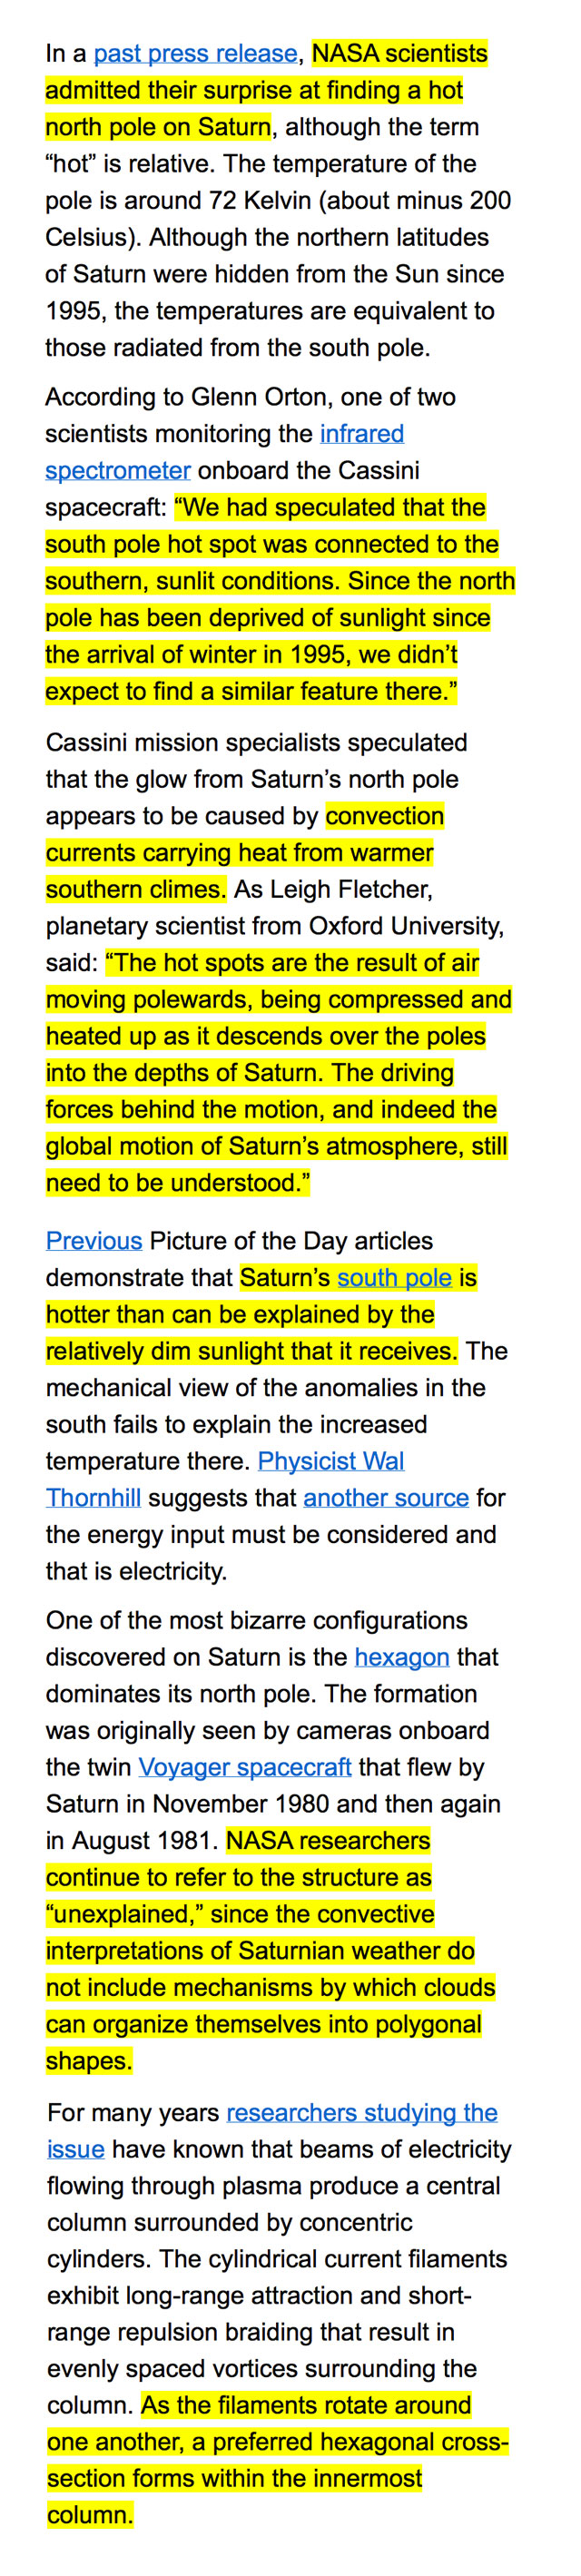 In a past press release, NASA scientists
admitted their surprise at finding a hot
north pole on Saturn, although the term
“hot” is relative. The temperature of the
pole is around 72 Kelvin (about minus 200
Celsius). Although the northern latitudes
of Saturn were hidden from the Sun since
1995, the temperatures are equivalent to
those radiated from the south pole.
According to Glenn Orton, one of two
scientists monitoring the infrared
spectrometer onboard the Cassini
spacecraft: “We had speculated that the
south pole hot spot was connected to the
southern, sunlit conditions. Since the north
pole has been deprived of sunlight since
the arrival of winter in 1995, we didn’t
expect to find a similar feature there.”
Cassini mission specialists speculated
that the glow from Saturn’s north pole
appears to be caused by convection
currents carrying heat from warmer
southern climes. As Leigh Fletcher,
planetary scientist from Oxford University,
said: “The hot spots are the result of air
moving polewards, being compressed and
heated up as it descends over the poles
into the depths of Saturn. The driving
forces behind the motion, and indeed the
global motion of Saturn’s atmosphere, still
need to be understood.”
Previous Picture of the Day articles
demonstrate that Saturn’s south pole is
hotter than can be explained by the
relatively dim sunlight that it receives. The
mechanical view of the anomalies in the
south fails to explain the increased
temperature there. Physicist Wal
Thornhill suggests that another source for
the energy input must be considered and
that is electricity.
One of the most bizarre configurations
discovered on Saturn is the hexagon that
dominates its north pole. The formation
was originally seen by cameras onboard
the twin Voyager spacecraft that flew by
Saturn in November 1980 and then again
in August 1981. NASA researchers
continue to refer to the structure as
“unexplained,” since the convective
interpretations of Saturnian weather do
not include mechanisms by which clouds
can organize themselves into polygonal
shapes.
For many years researchers studying the
issue have known that beams of electricity
flowing through plasma produce a central
column surrounded by concentric
cylinders. The cylindrical current filaments
exhibit long-range attraction and short-
range repulsion braiding that result in
evenly spaced vortices surrounding the
column. As the filaments rotate around
one another, a preferred hexagonal cross-
section forms within the innermost
column.